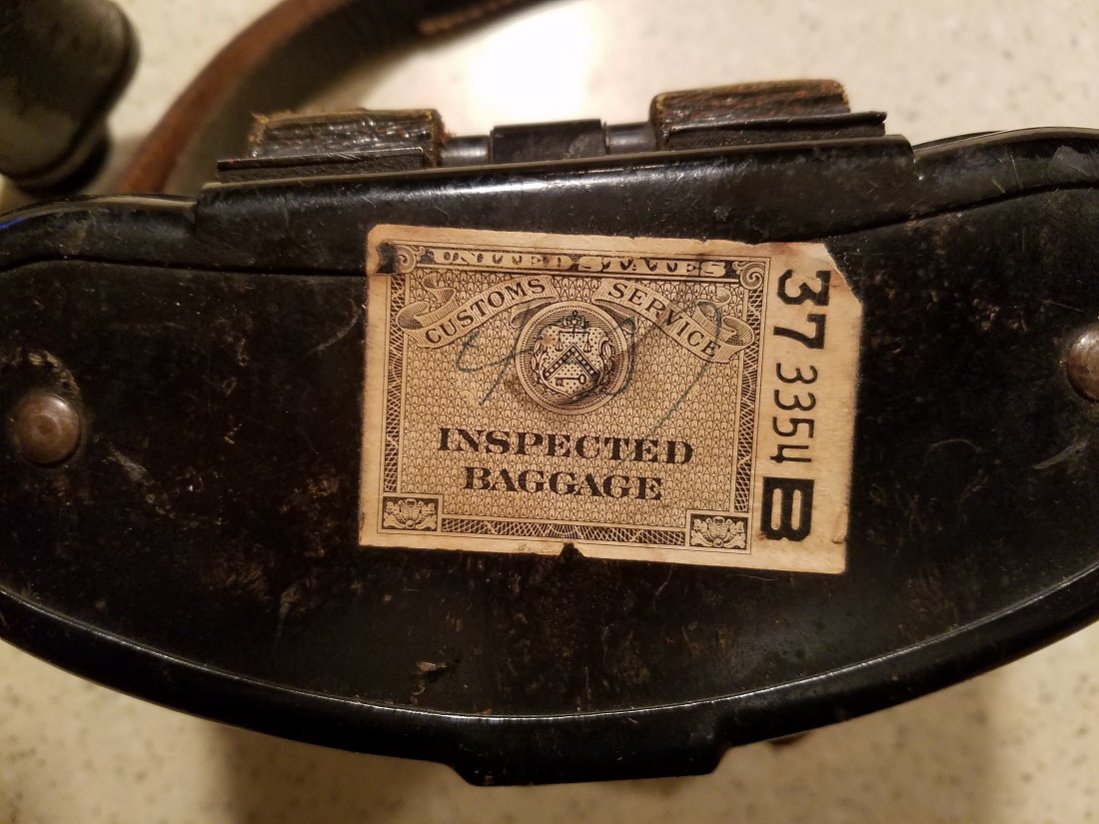 UNITED STATES
CUSTOMS SERVICE
INSPECTED
BAGGAGE
37 3354 B